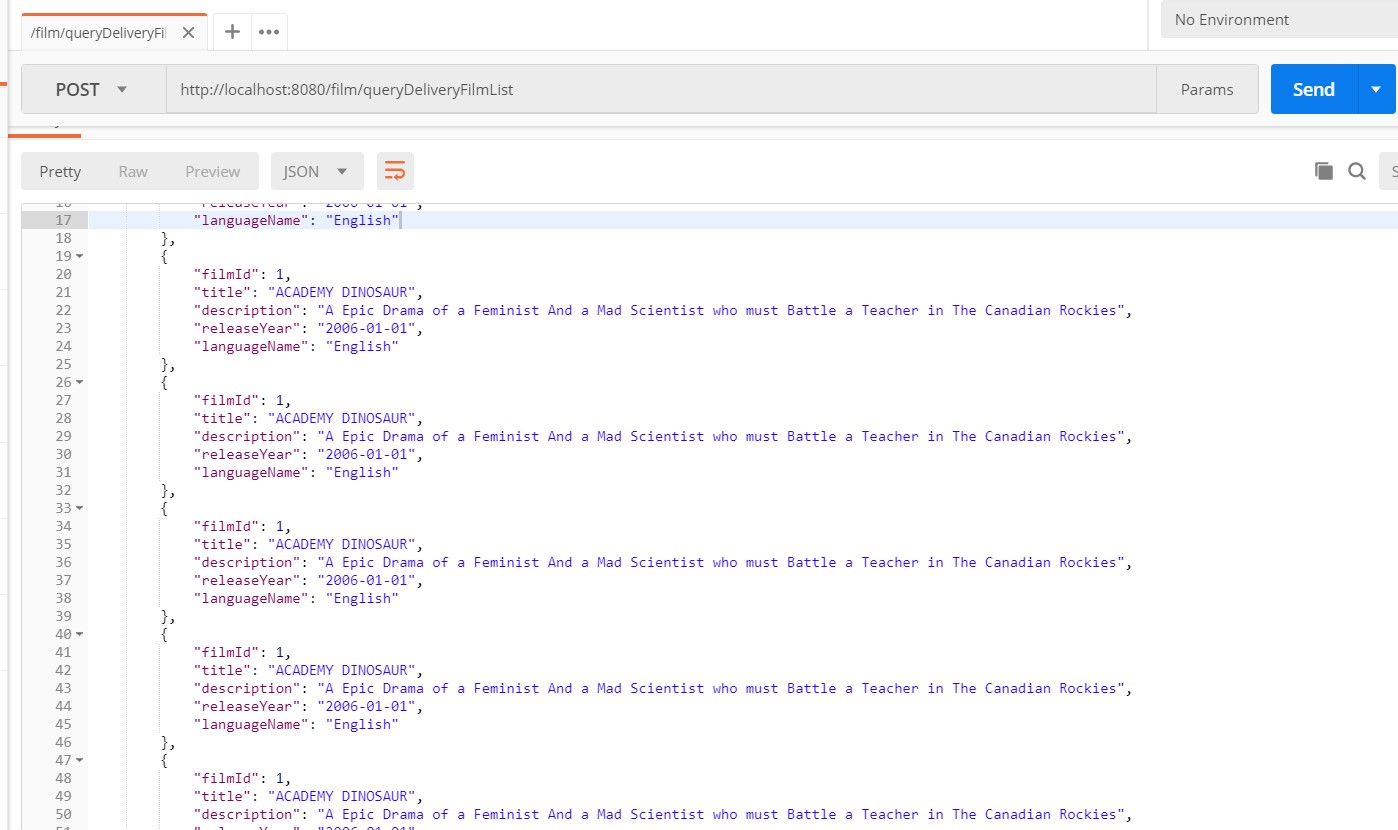 /film/queryDeliveryFil
No Environment
POST
http://localhost:8080/film/queryDeliveryFilmList
Params
Send
Pretty
Raw
Preview
JSON
S
16 "releaseYear": "2006-01-01",
17 "languageName": "English"
18 },
19 {
20 "filmId": 1,
21 "title": "ACADEMY DINOSAUR",
22 "description": "A Epic Drama of a Feminist And a Mad Scientist who must Battle a Teacher in The Canadian Rockies",
23 "releaseYear": "2006-01-01",
24 "languageName": "English"
25 },
26 {
27 "filmId": 1,
28 "title": "ACADEMY DINOSAUR",
29 "description": "A Epic Drama of a Feminist And a Mad Scientist who must Battle a Teacher in The Canadian Rockies",
30 "releaseYear": "2006-01-01",
31 "languageName": "English"
32 },
33 {
34 "filmId": 1,
35 "title": "ACADEMY DINOSAUR",
36 "description": "A Epic Drama of a Feminist And a Mad Scientist who must Battle a Teacher in The Canadian Rockies",
37 "releaseYear": "2006-01-01",
38 "languageName": "English"
39 },
40 {
41 "filmId": 1,
42 "title": "ACADEMY DINOSAUR",
43 "description": "A Epic Drama of a Feminist And a Mad Scientist who must Battle a Teacher in The Canadian Rockies",
44 "releaseYear": "2006-01-01",
45 "languageName": "English"
46 },
47 {
48 "filmId": 1,
49 "title": "ACADEMY DINOSAUR",
50 "description": "A Epic Drama of a Feminist And a Mad Scientist who must Battle a Teacher in The Canadian Rockies",